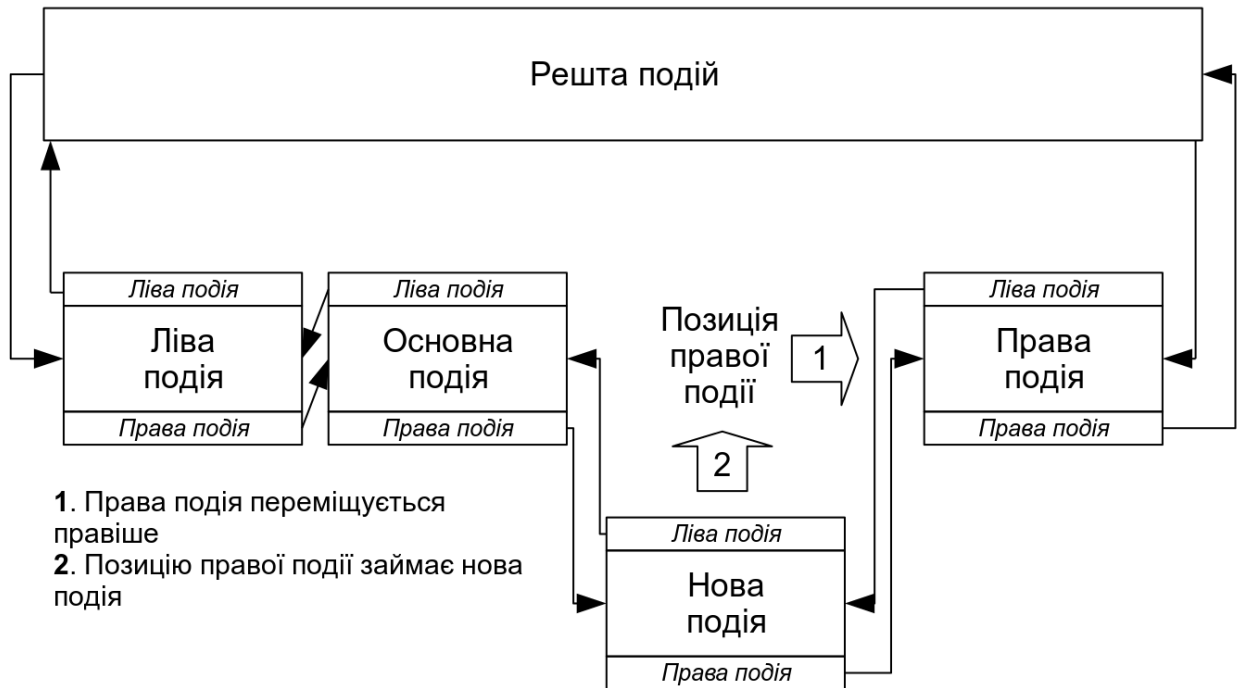 Решта подій
Ліва подія
Ліва
подія
Права подія
Ліва подія
Основна
подія
Права подія
Позиція
правої
події
1
2
Ліва подія
Права
подія
Права подія
1. Права подія переміщується
правіше
2. Позицію правої події займає нова
подія
Ліва подія
Нова
подія
Права подія